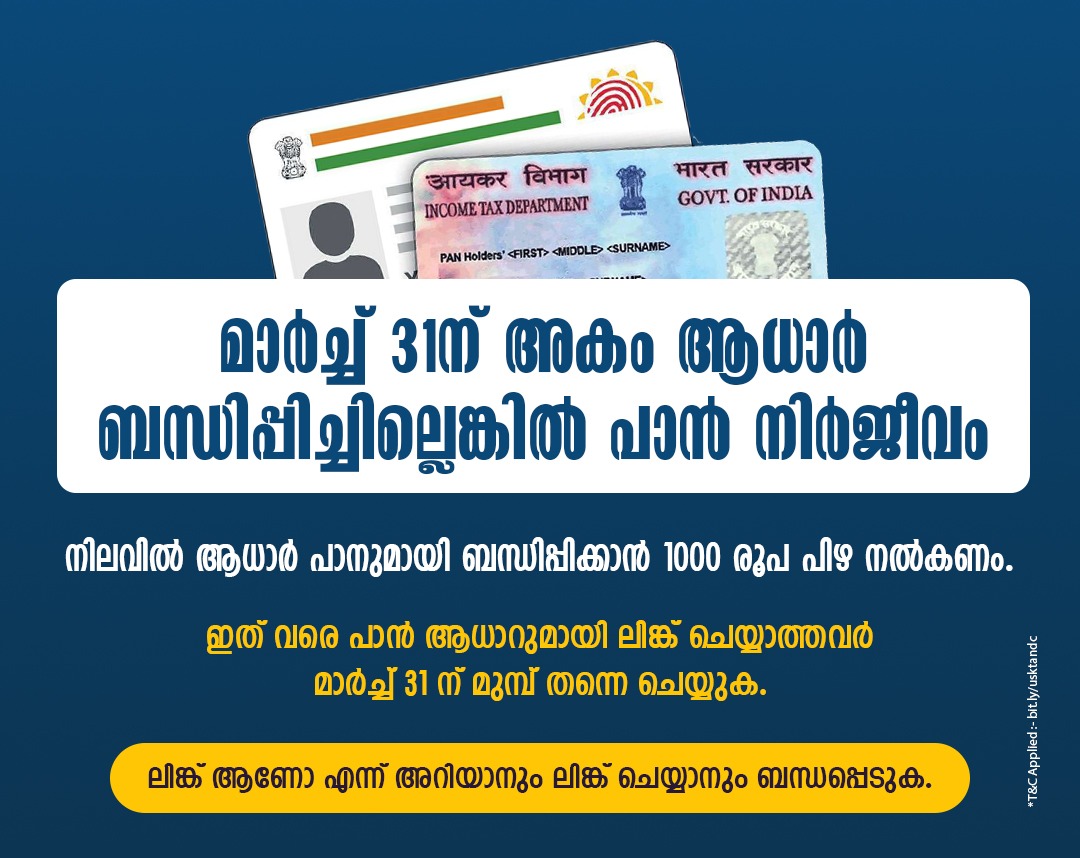 आयकर विभाग
INCOME TAX DEPARTMENT
भारत सरकार
GOVT. OF INDIA
PAN Holders' <FIRST> <MIDDLE> <SURNAME>
മാർച്ച് 31ന് അകം ആധാർ
ബന്ധിപ്പിച്ചില്ലെങ്കിൽ പാൻ നിർജീവം
നിലവിൽ ആധാർ പാനുമായി ബന്ധിപ്പിക്കാൻ 1000 രൂപ പിഴ നൽകണം.
ഇത് വരെ പാൻ ആധാറുമായി ലിങ്ക് ചെയ്യാത്തവർ
മാർച്ച് 31 ന് മുമ്പ് തന്നെ ചെയ്യുക.
ലിങ്ക് ആണോ എന്ന് അറിയാനും ലിങ്ക് ചെയ്യാനും ബന്ധപ്പെടുക.
*T&C Applied :- bit.ly/usktandc